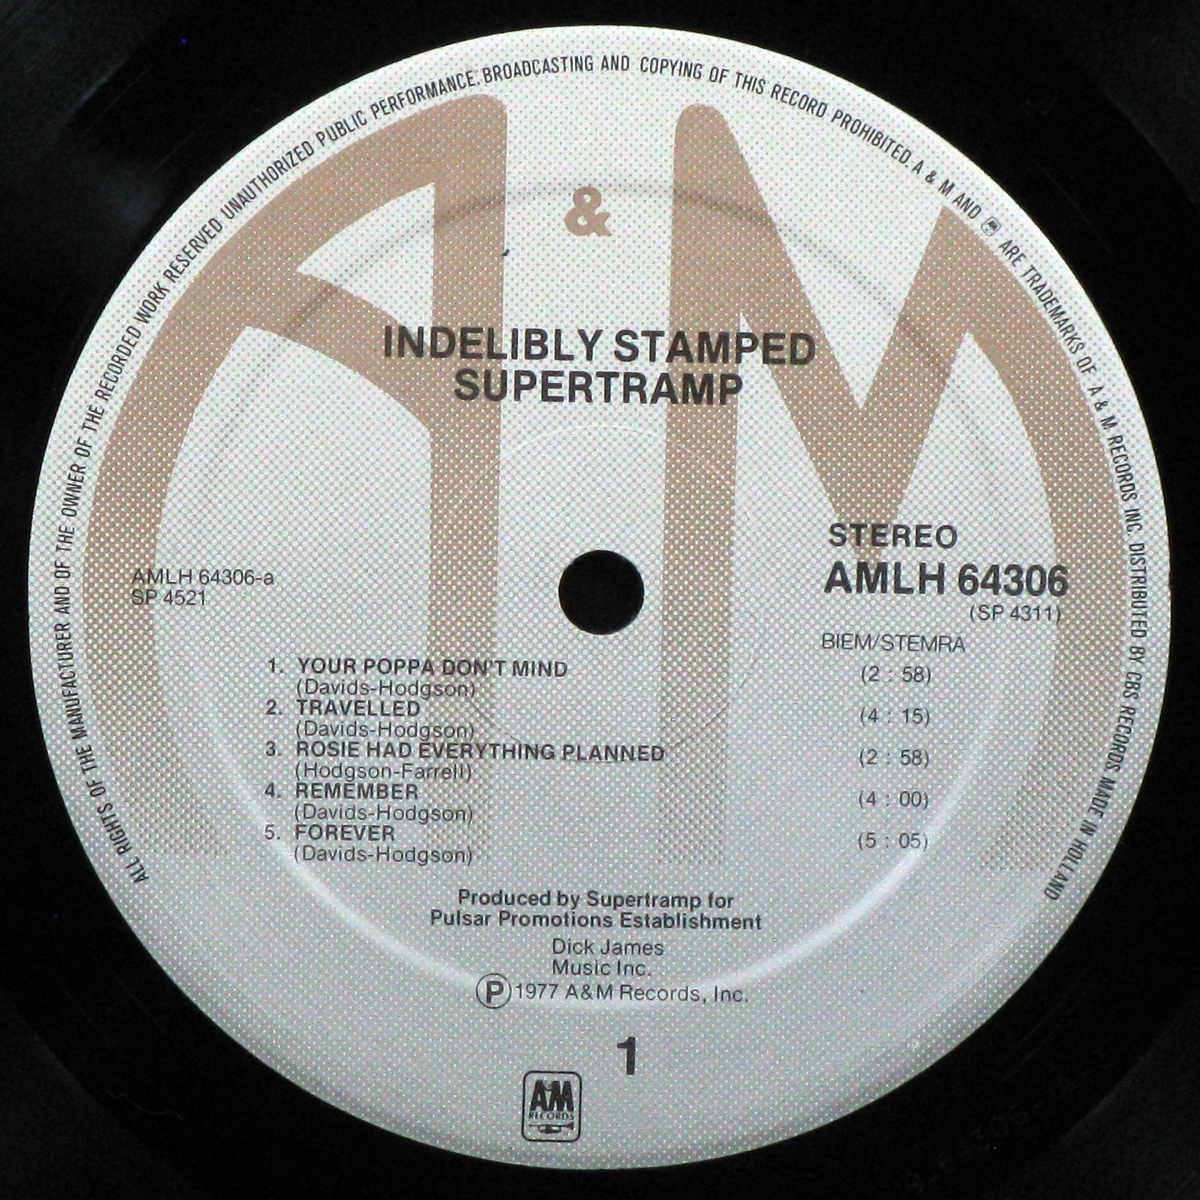 ALL RIGHTS OF THE MANUFACTURER AND OF THE OWNER OF THE RECORDED WORK RESERVED UNAUTHORIZED PUBLIC PERFORMANCE. BROADCASTING AND COPYING OF THIS RECORD PROHIBITED. A & M AND AM ARE TRADEMARKS OF A & M RECORDS INC. DISTRIBUTED BY CBS RECORDS MADE IN HOLLAND
A & M
INDELIBLY STAMPED
SUPERTRAMP
STEREO
AMLH 64306
(SP 4311)
BIEM/STEMRA
AMLH 64306-a
SP 4521
1. YOUR POPPA DON'T MIND (2 : 58)
(Davids-Hodgson)
2. TRAVELLED (4 : 15)
(Davids-Hodgson)
3. ROSIE HAD EVERYTHING PLANNED (2 : 58)
(Hodgson-Farrell)
4. REMEMBER (4 : 00)
(Davids-Hodgson)
5. FOREVER (5 : 05)
(Davids-Hodgson)
Produced by Supertramp for
Pulsar Promotions Establishment
Dick James
Music Inc.
Ⓟ 1977 A&M Records, Inc.
1
A&M
RECORDS